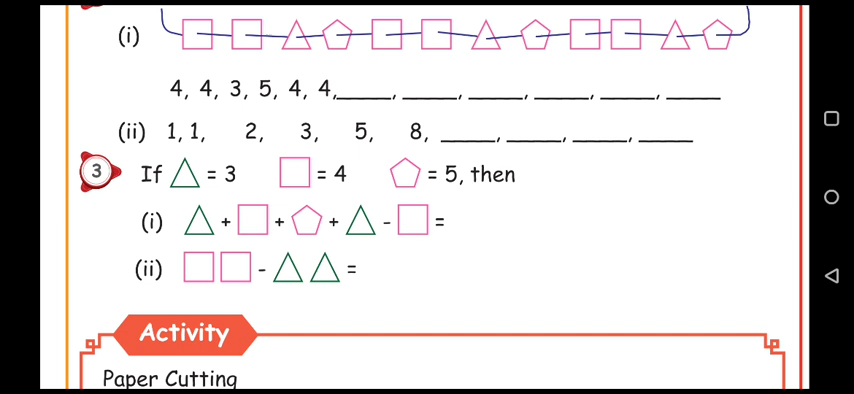 (i)
4, 4, 3, 5, 4, 4,____, ____, ____, ____, ____, ____
(ii) 1, 1, 2, 3, 5, 8, ____, ____, ____, ____
3 If △ = 3 □ = 4 ⬠ = 5, then
(i) △ + □ + ⬠ + △ - □ =
(ii) □□ - △△ =
Activity
Paper Cutting